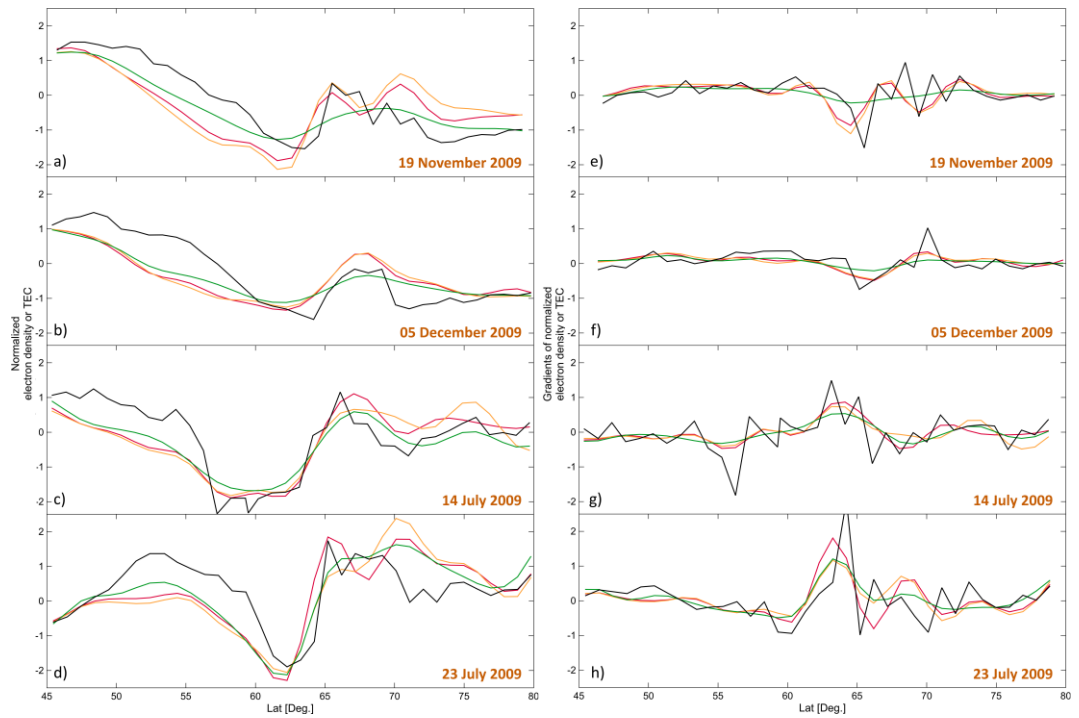 Normalized
electron density or TEC
2
1
0
-1
-2
a)
19 November 2009
2
1
0
-1
-2
b)
05 December 2009
2
1
0
-1
-2
c)
14 July 2009
2
1
0
-1
-2
d)
23 July 2009
45 50 55 60 65 70 75 80
Lat [Deg.]
Gradients of normalized
electron density or TEC
2
1
0
-1
-2
e)
19 November 2009
2
1
0
-1
-2
f)
05 December 2009
2
1
0
-1
-2
g)
14 July 2009
2
1
0
-1
-2
h)
23 July 2009
45 50 55 60 65 70 75 80
Lat [Deg.]